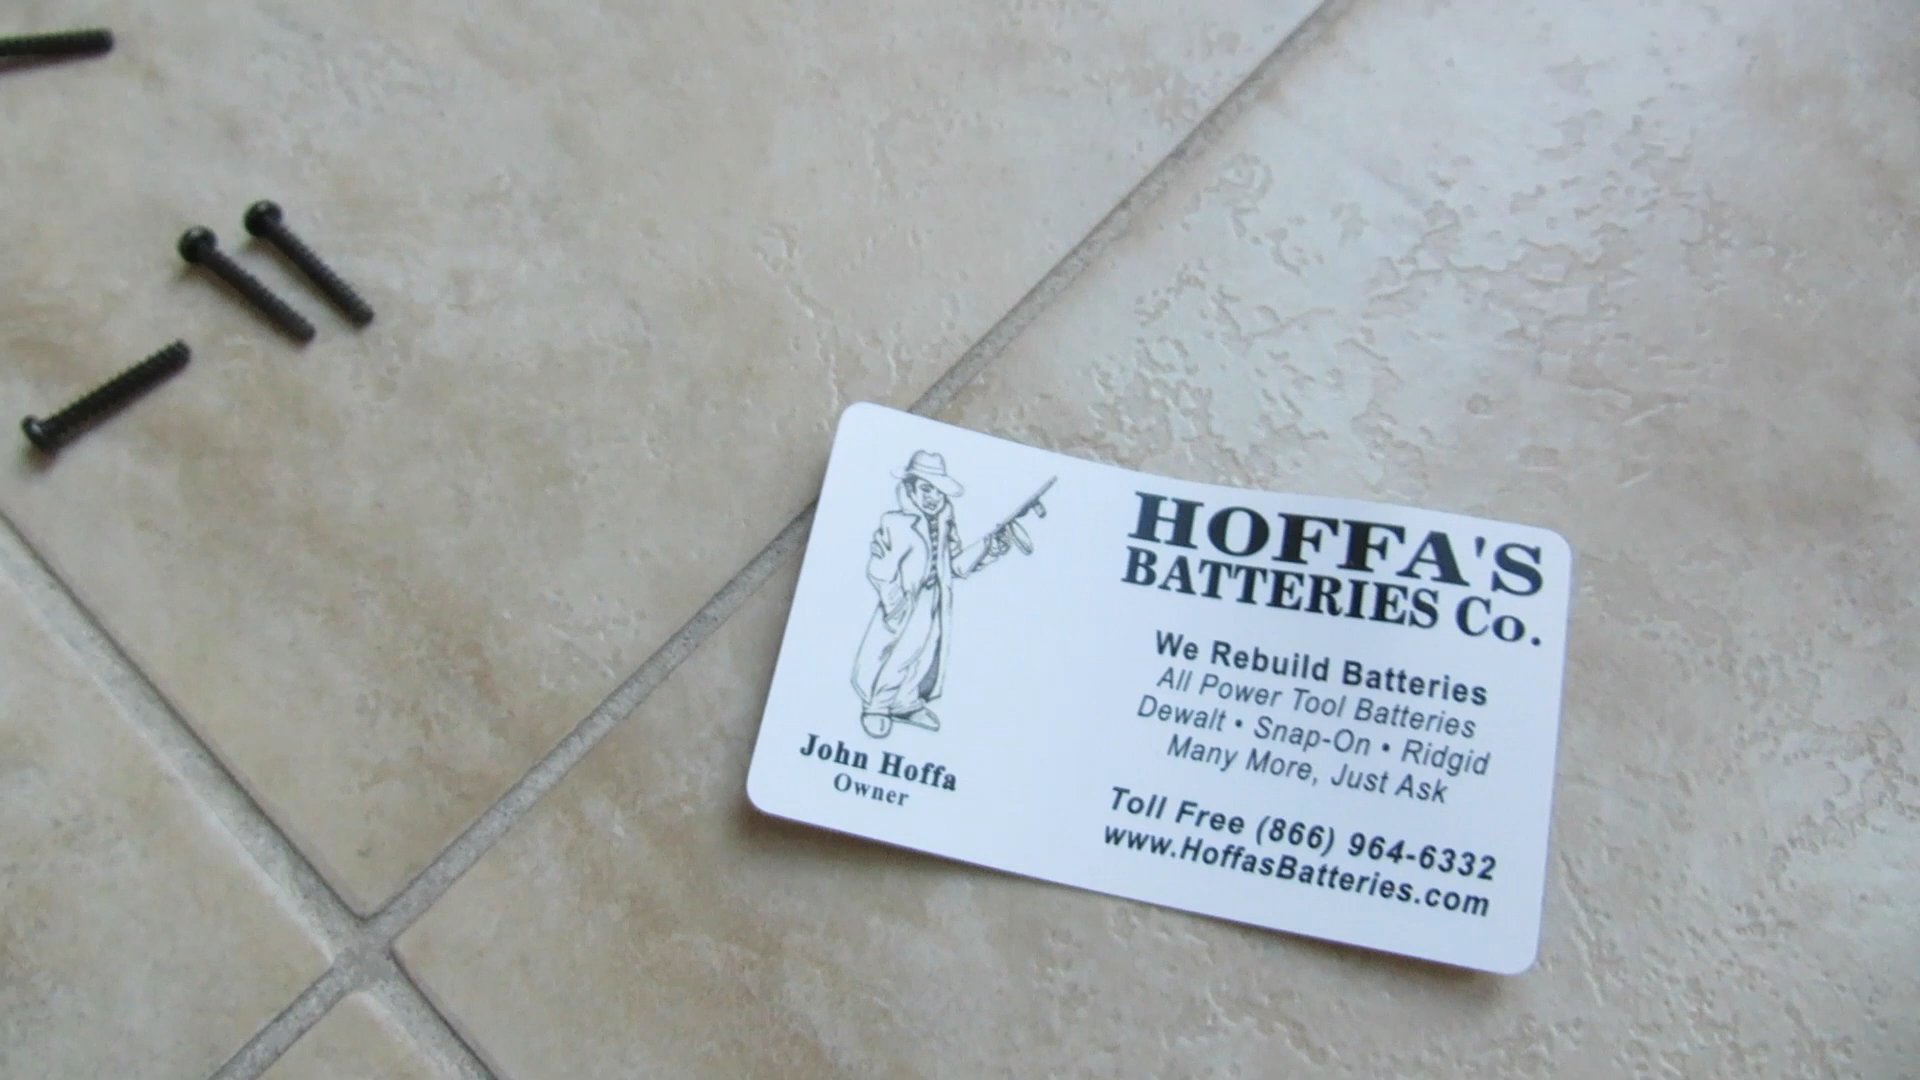 HOFFA'S
BATTERIES Co.
We Rebuild Batteries
All Power Tool Batteries
Dewalt • Snap-On • Ridgid
Many More, Just Ask
Toll Free (866) 964-6332
www.HoffasBatteries.com
John Hoffa
Owner